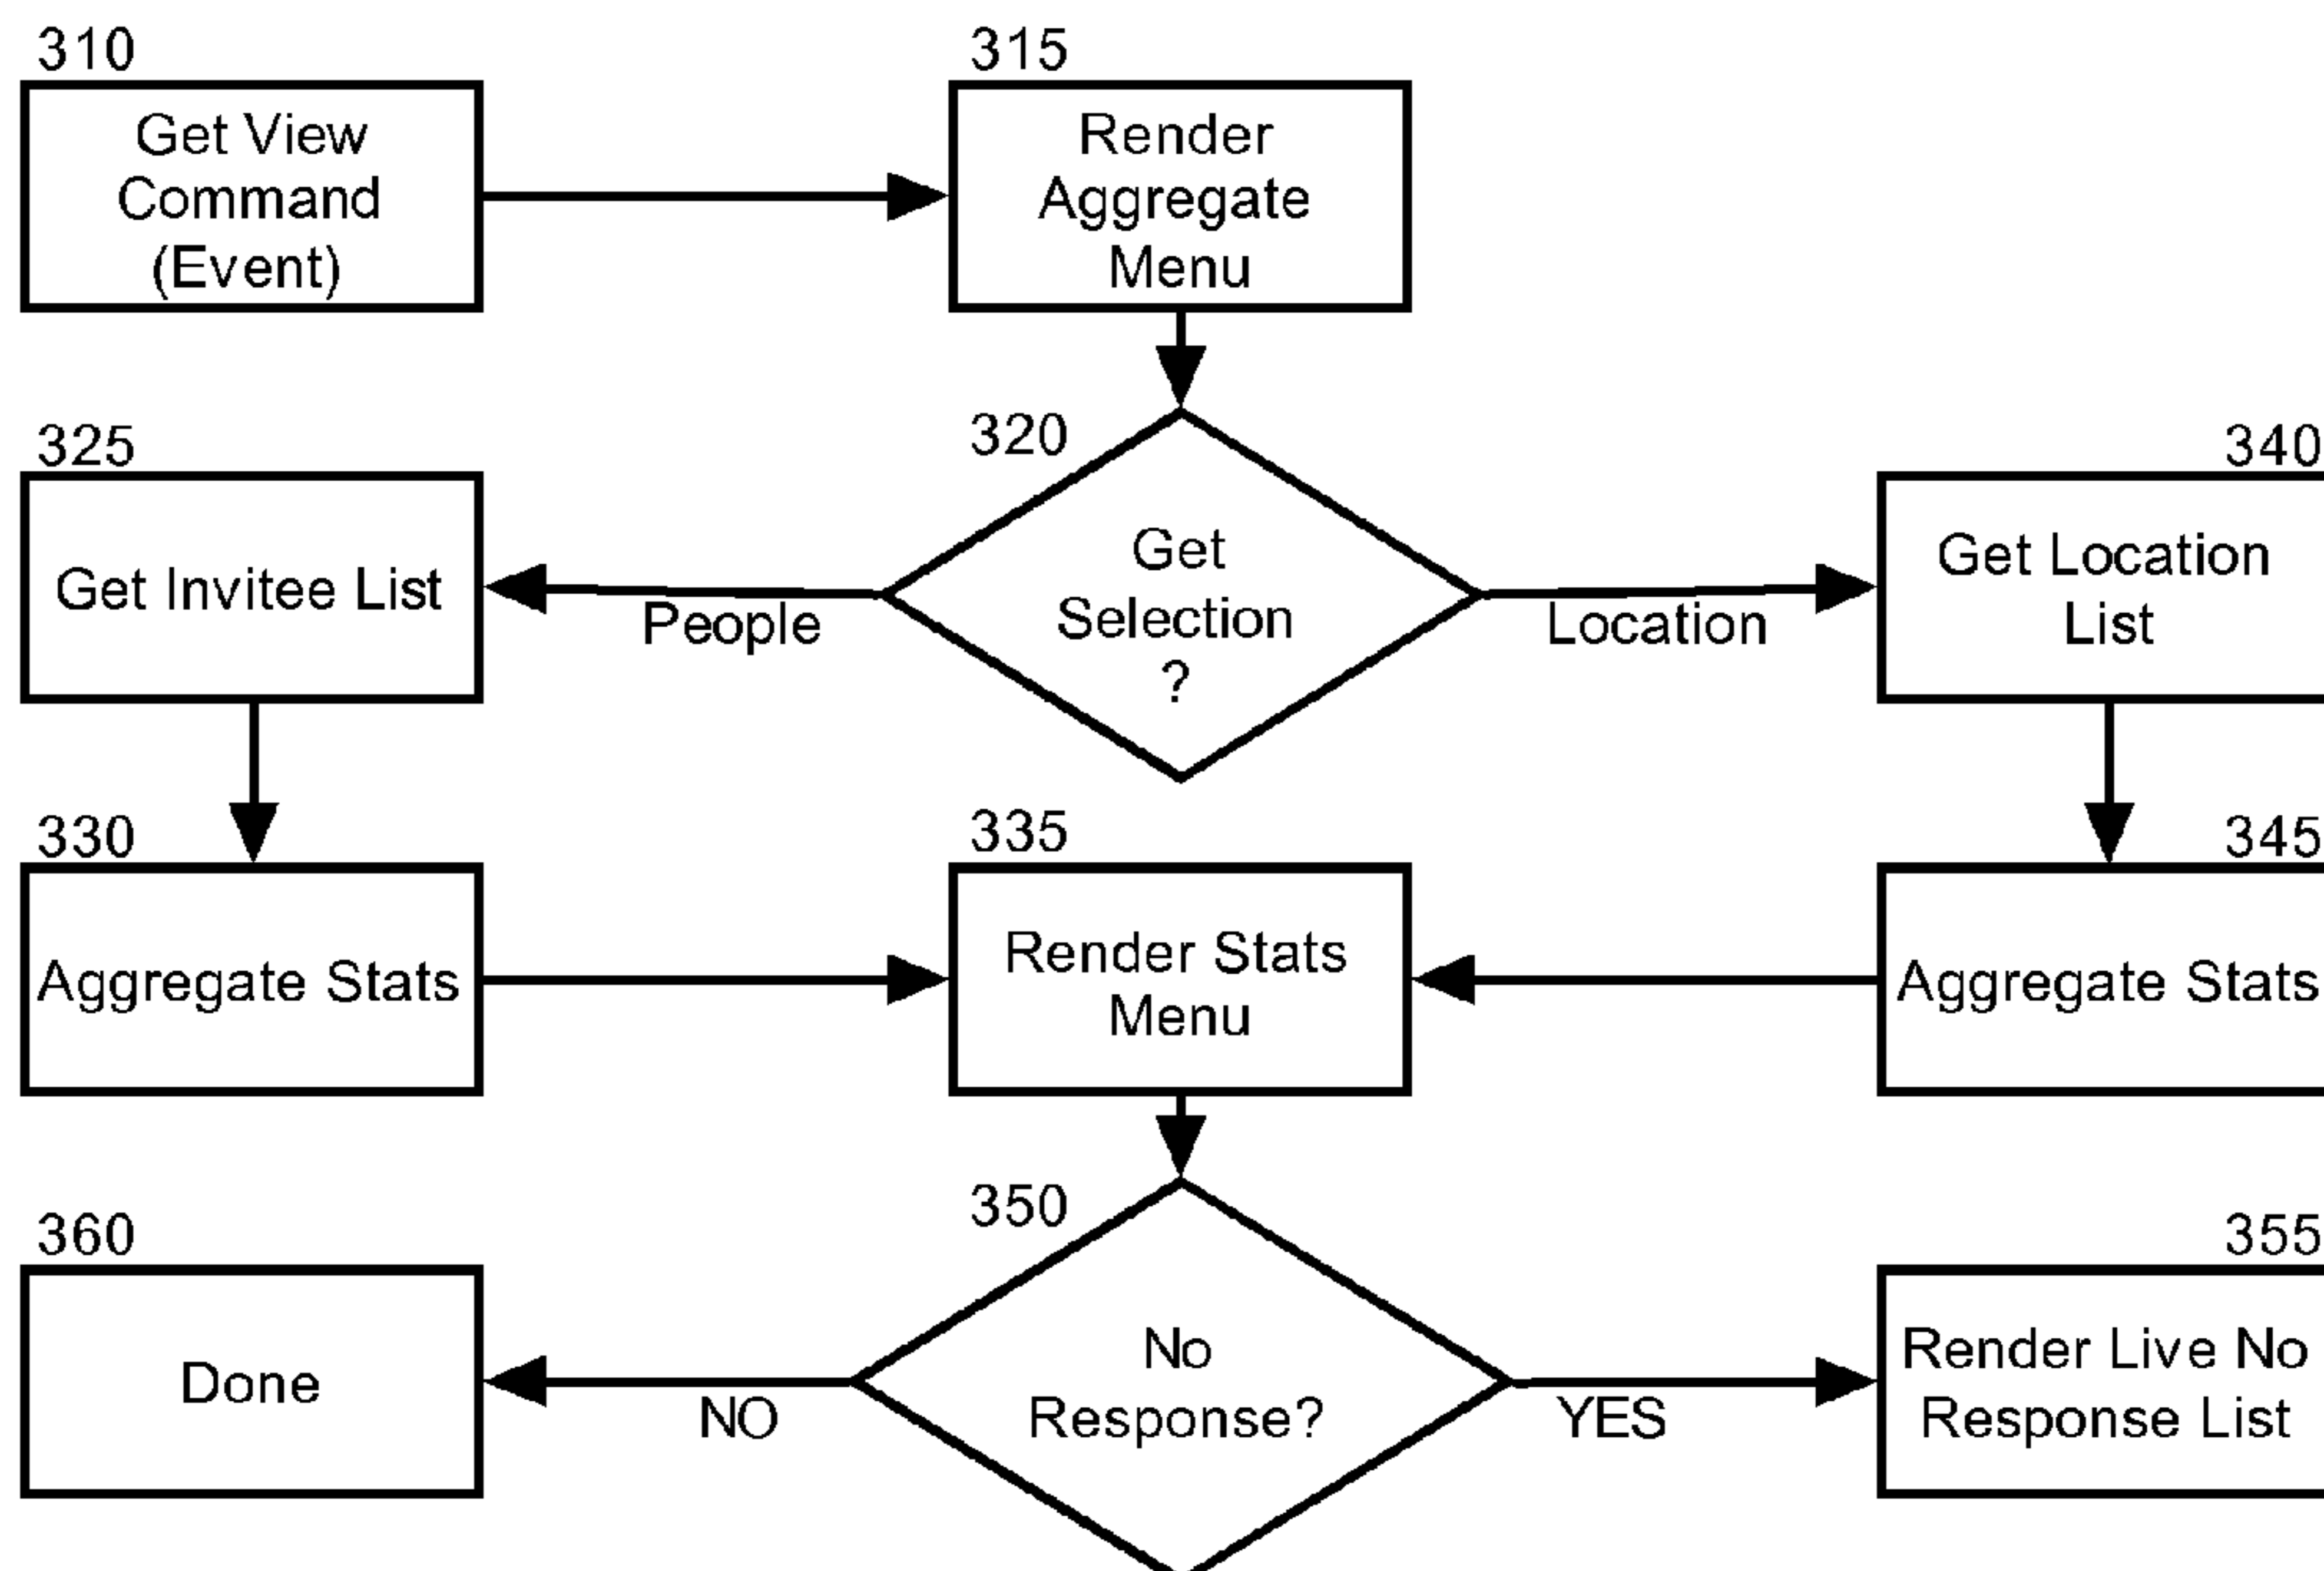 310
Get View
Command
(Event)
315
Render
Aggregate
Menu
320
Get
Selection
?
People
Location
325
Get Invitee List
340
Get Location
List
330
Aggregate Stats
335
Render Stats
Menu
345
Aggregate Stats
350
No
Response?
NO
YES
360
Done
355
Render Live No
Response List